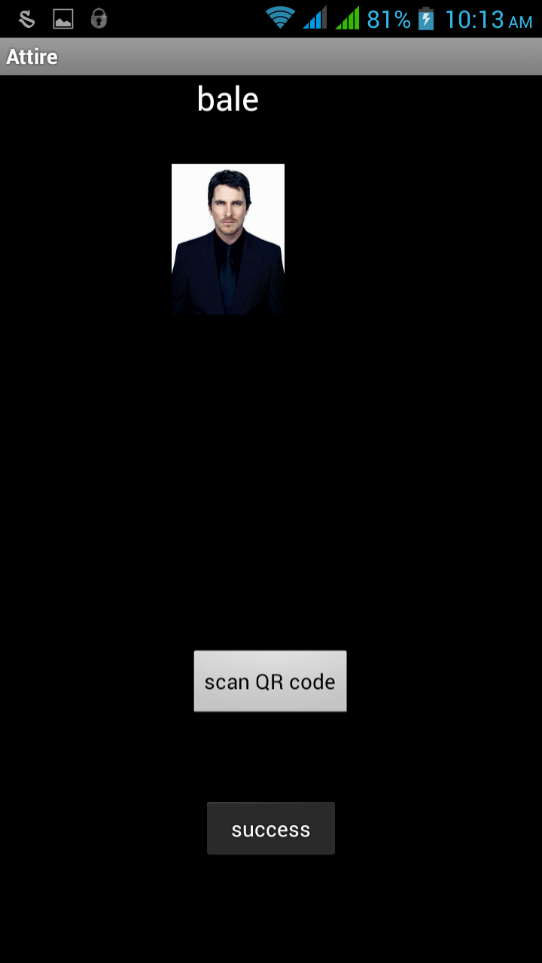 81% 10:13 AM
Attire
bale
scan QR code
success